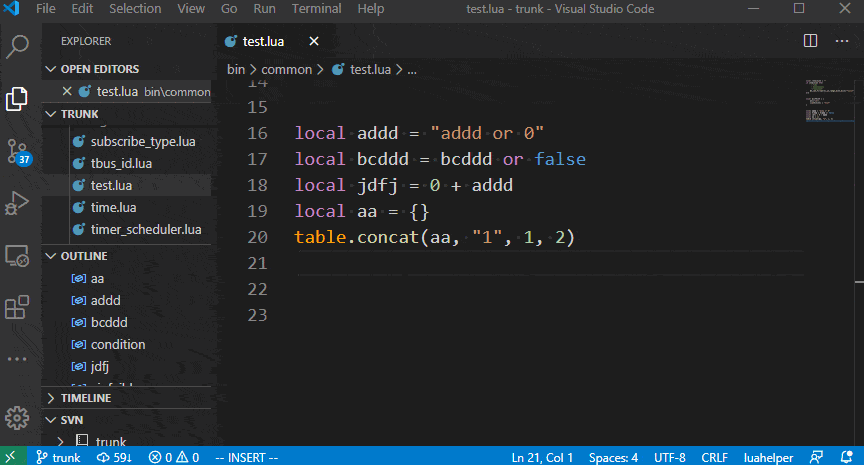 File Edit Selection View Go Run Terminal Help test.lua - trunk - Visual Studio Code
EXPLORER
OPEN EDITORS
test.lua bin\common
TRUNK
subscribe_type.lua
tbus_id.lua
test.lua
time.lua
timer_scheduler.lua
OUTLINE
aa
addd
bcddd
condition
jdfj
TIMELINE
SVN
trunk
37
test.lua
bin > common > test.lua > ...
14
15
16 local addd = "addd or 0"
17 local bcddd = bcddd or false
18 local jdfj = 0 + addd
19 local aa = {}
20 table.concat(aa, "1", 1, 2)
21
22
23
trunk 59↓ 0 0 -- INSERT -- Ln 21, Col 1 Spaces: 4 UTF-8 CRLF luahelper